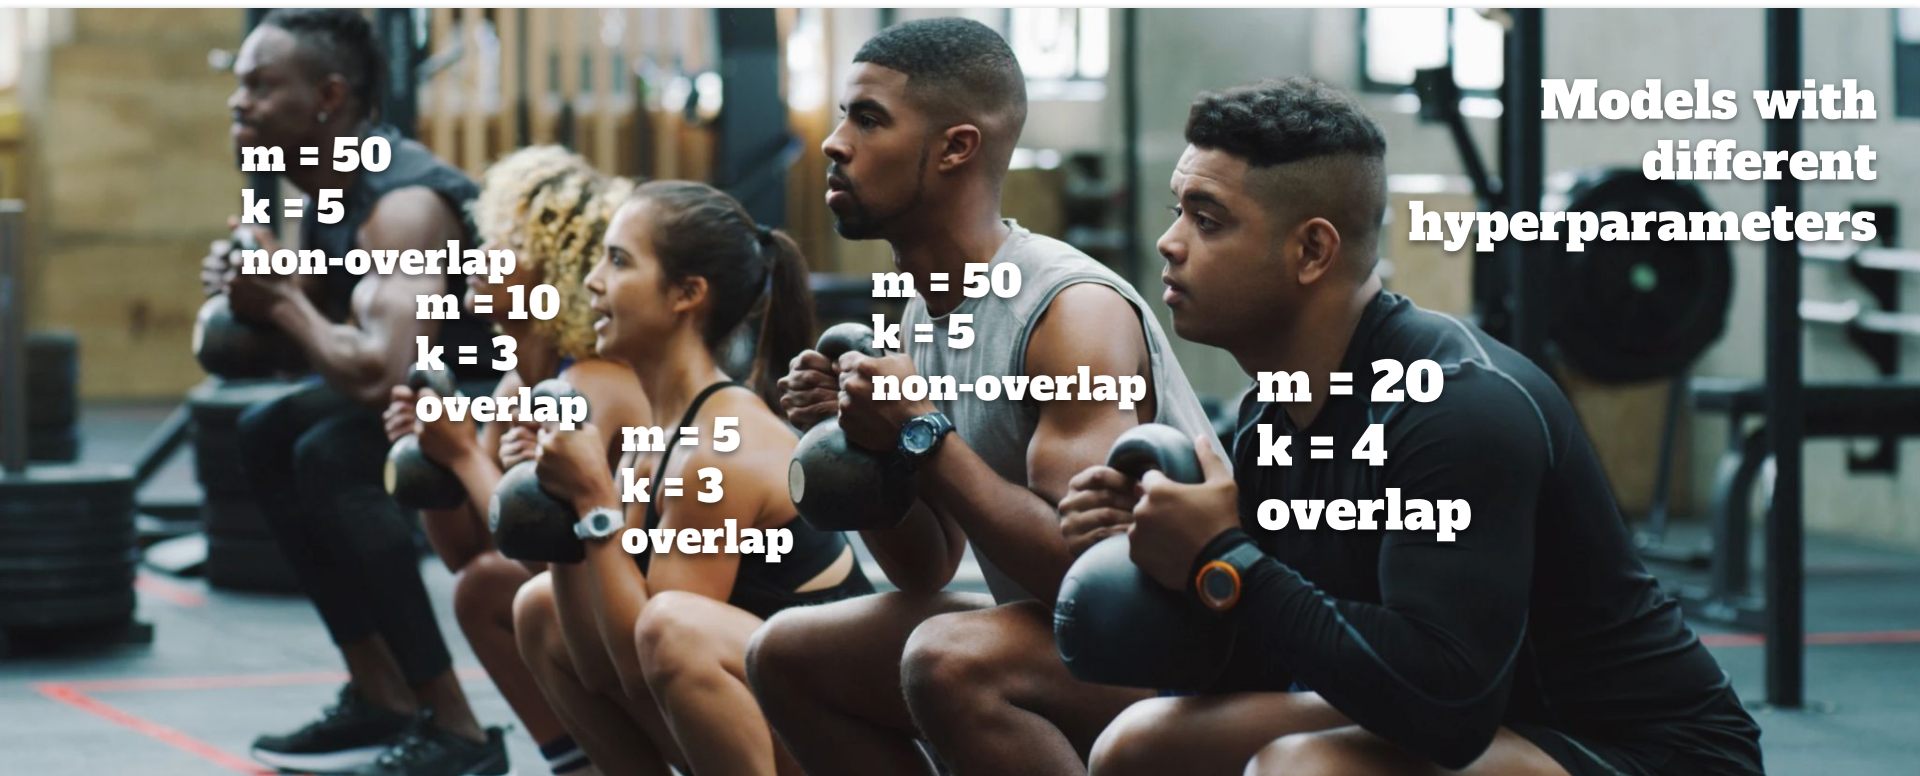 Models with
different
hyperparameters
m = 50
k = 5
non-overlap
m = 10
k = 3
overlap
m = 5
k = 3
overlap
m = 50
k = 5
non-overlap
m = 20
k = 4
overlap